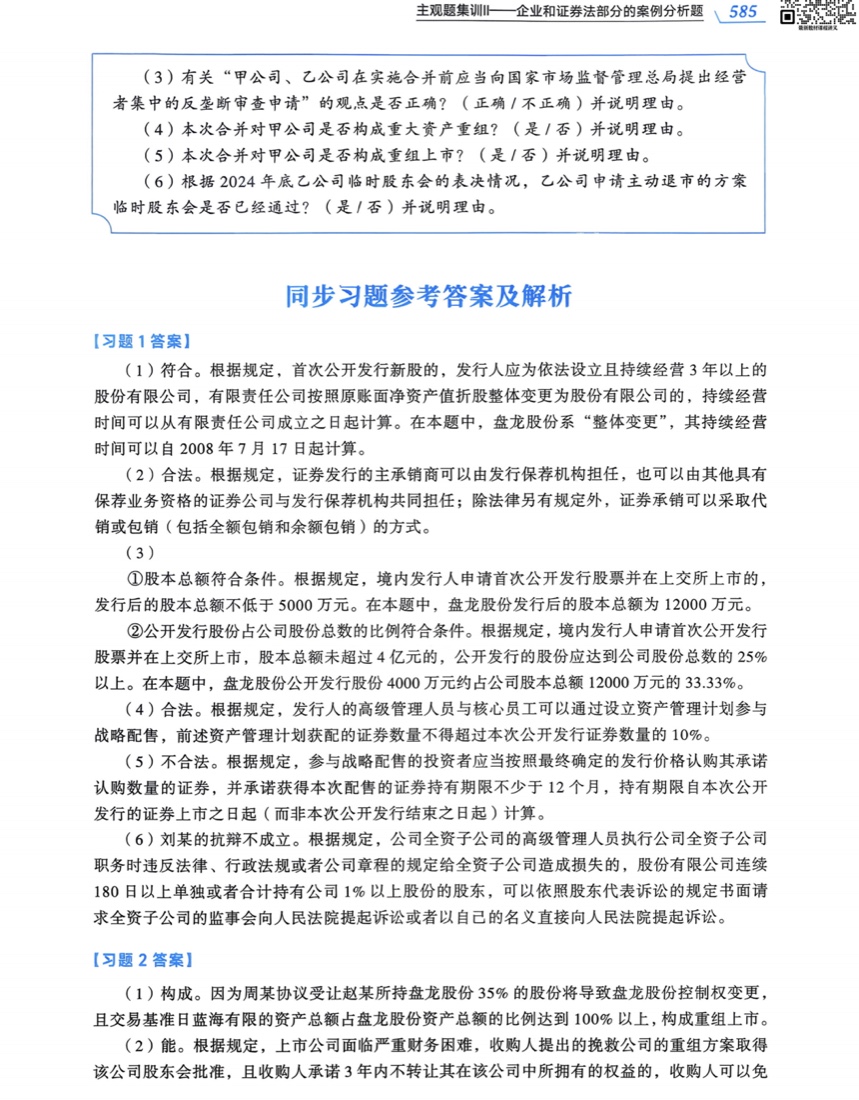 主观题集训II——企业和证券法部分的案例分析题 585
（3）有关“甲公司、乙公司在实施合并前应当向国家市场监督管理总局提出经营
者集中的反垄断审查申请”的观点是否正确？（正确/不正确）并说明理由。
（4）本次合并对甲公司是否构成重大资产重组？（是/否）并说明理由。
（5）本次合并对甲公司是否构成重组上市？（是/否）并说明理由。
（6）根据 2024 年底乙公司临时股东会的表决情况，乙公司申请主动退市的方案
临时股东会是否已经通过？（是/否）并说明理由。
同步习题参考答案及解析
【习题 1 答案】
（1）符合。根据规定，首次公开发行新股的，发行人应为依法设立且持续经营 3 年以上的
股份有限公司，有限责任公司按照原账面净资产值折股整体变更为股份有限公司的，持续经营
时间可以从有限责任公司成立之日起计算。在本题中，盘龙股份系“整体变更”，其持续经营
时间可以自 2008 年 7 月 17 日起计算。
（2）合法。根据规定，证券发行的主承销商可以由发行保荐机构担任，也可以由其他具有
保荐业务资格的证券公司与发行保荐机构共同担任；除法律另有规定外，证券承销可以采取代
销或包销（包括全额包销和余额包销）的方式。
（3）
①股本总额符合条件。根据规定，境内发行人申请首次公开发行股票并在上交所上市的，
发行后的股本总额不低于 5000 万元。在本题中，盘龙股份发行后的股本总额为 12000 万元。
②公开发行股份占公司股份总数的比例符合条件。根据规定，境内发行人申请首次公开发行
股票并在上交所上市，股本总额未超过 4 亿元的，公开发行的股份应达到公司股份总数的 25%
以上。在本题中，盘龙股份公开发行股份 4000 万元约占公司股本总额 12000 万元的 33.33%。
（4）合法。根据规定，发行人的高级管理人员与核心员工可以通过设立资产管理计划参与
战略配售，前述资产管理计划获配的证券数量不得超过本次公开发行证券数量的 10%。
（5）不合法。根据规定，参与战略配售的投资者应当按照最终确定的发行价格认购其承诺
认购数量的证券，并承诺获得本次配售的证券持有期限不少于 12 个月，持有期限自本次公开
发行的证券上市之日起（而非本次公开发行结束之日起）计算。
（6）刘某的抗辩不成立。根据规定，公司全资子公司的高级管理人员执行公司全资子公司
职务时违反法律、行政法规或者公司章程的规定给全资子公司造成损失的，股份有限公司连续
180 日以上单独或者合计持有公司 1% 以上股份的股东，可以依照股东代表诉讼的规定书面请
求全资子公司的监事会向人民法院提起诉讼或者以自己的名义直接向人民法院提起诉讼。
【习题 2 答案】
（1）构成。因为周某协议受让赵某所持盘龙股份 35% 的股份将导致盘龙股份控制权变更，
且交易基准日蓝海有限的资产总额占盘龙股份资产总额的比例达到 100% 以上，构成重组上市。
（2）能。根据规定，上市公司面临严重财务困难，收购人提出的挽救公司的重组方案取得
该公司股东会批准，且收购人承诺 3 年内不转让其在该公司中所拥有的权益的，收购人可以免